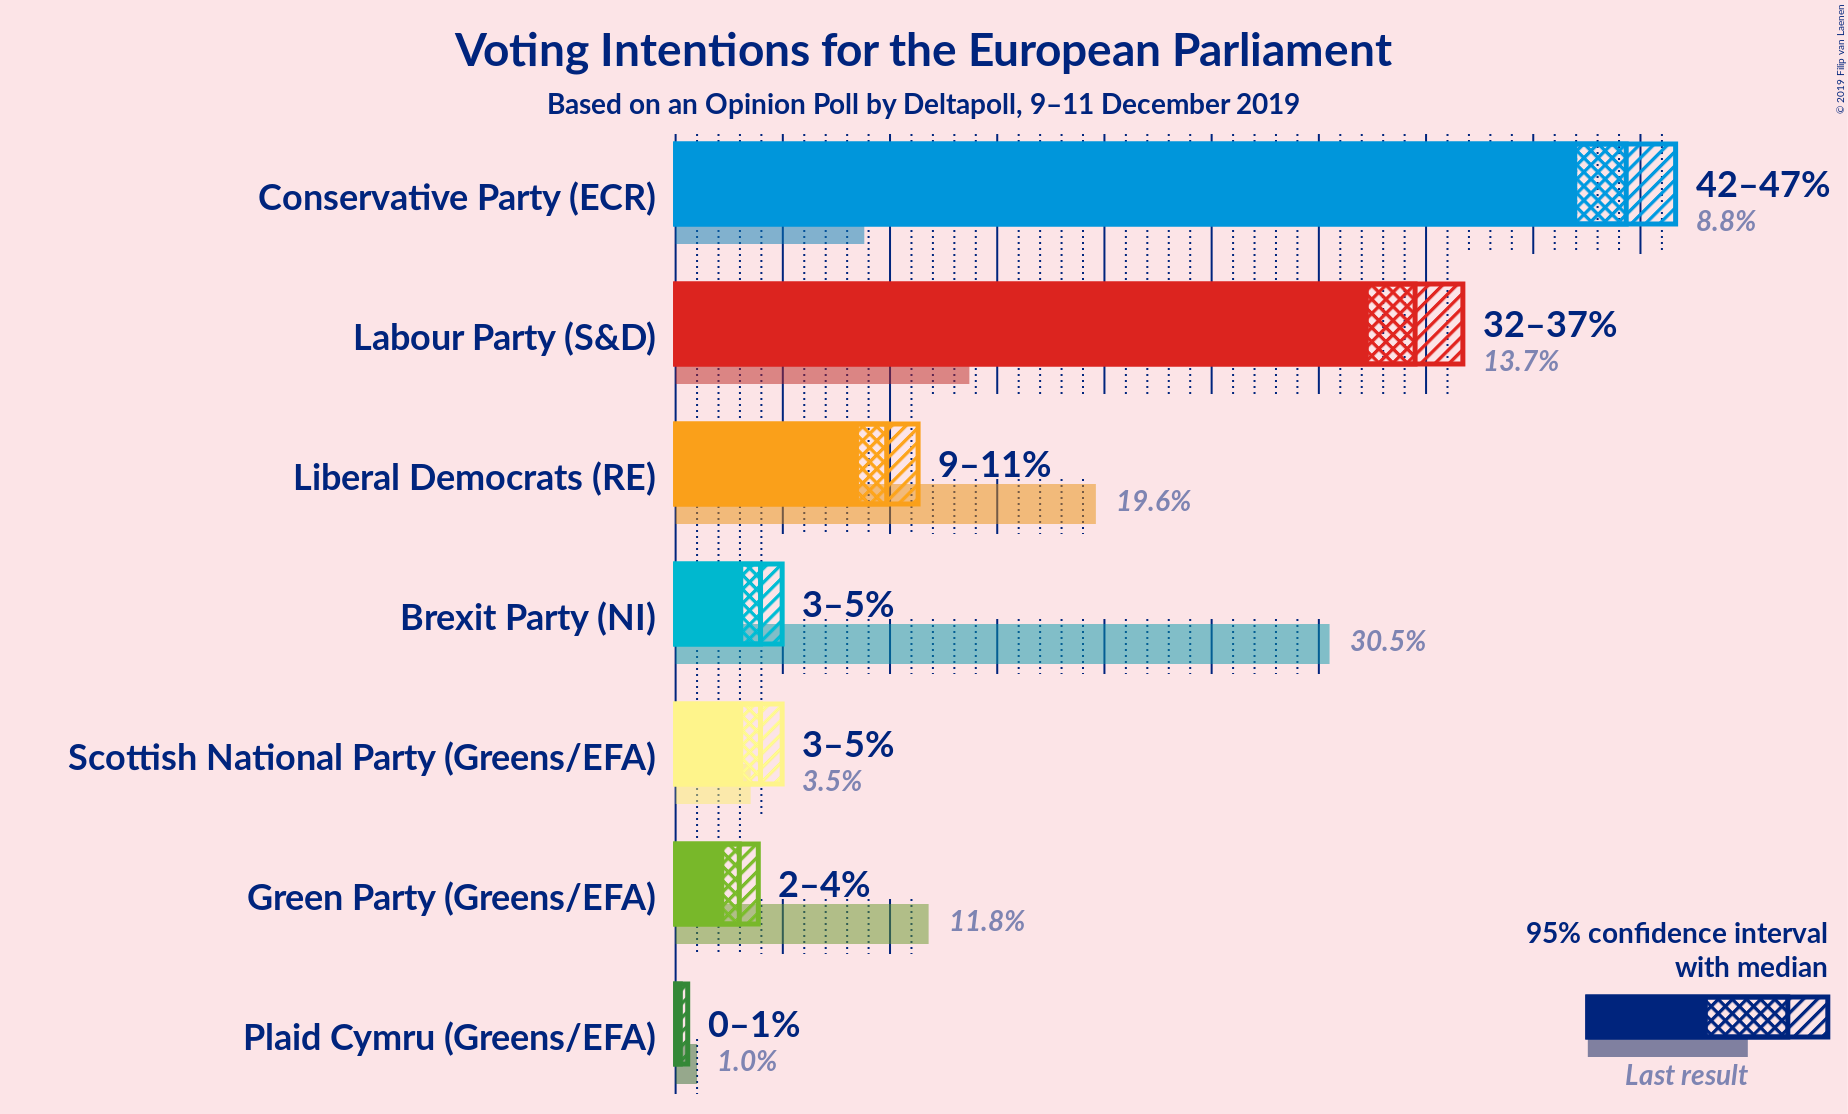 Voting Intentions for the European Parliament
Based on an Opinion Poll by Deltapoll, 9–11 December 2019
© 2019 Filip van Laenen
Conservative Party (ECR)
42–47%
8.8%
Labour Party (S&D)
32–37%
13.7%
Liberal Democrats (RE)
9–11%
19.6%
Brexit Party (NI)
3–5%
30.5%
Scottish National Party (Greens/EFA)
3–5%
3.5%
Green Party (Greens/EFA)
2–4%
11.8%
Plaid Cymru (Greens/EFA)
0–1%
1.0%
95% confidence interval
with median
Last result